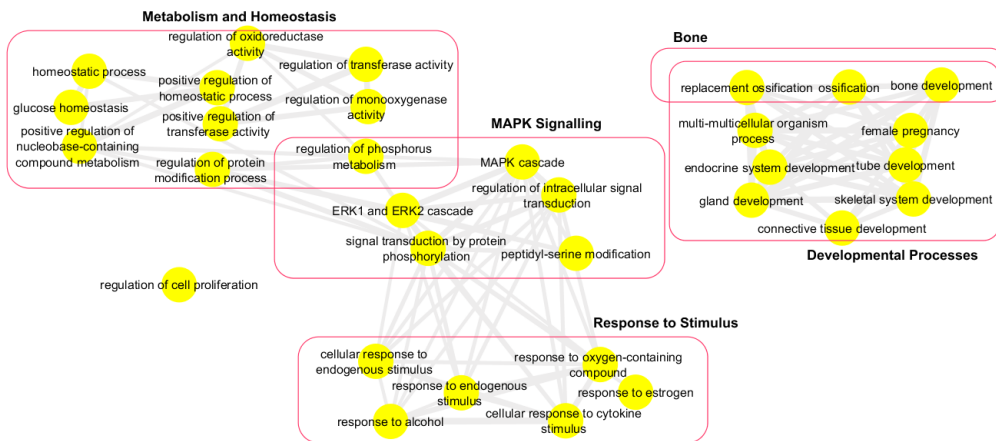 Metabolism and Homeostasis
regulation of oxidoreductase
activity
homeostatic process
regulation of transferase activity
positive regulation of
homeostatic process
glucose homeostasis
regulation of monooxygenase
activity
positive regulation of
transferase activity
positive regulation of
nucleobase-containing
compound metabolism
regulation of protein
modification process
regulation of phosphorus
metabolism
MAPK Signalling
MAPK cascade
regulation of intracellular signal
transduction
ERK1 and ERK2 cascade
signal transduction by protein
phosphorylation
peptidyl-serine modification
Bone
replacement ossification
ossification
bone development
multi-multicellular organism
process
female pregnancy
endocrine system development
tube development
gland development
skeletal system development
connective tissue development
Developmental Processes
regulation of cell proliferation
Response to Stimulus
cellular response to
endogenous stimulus
response to oxygen-containing
compound
response to endogenous
stimulus
response to estrogen
response to alcohol
cellular response to cytokine
stimulus